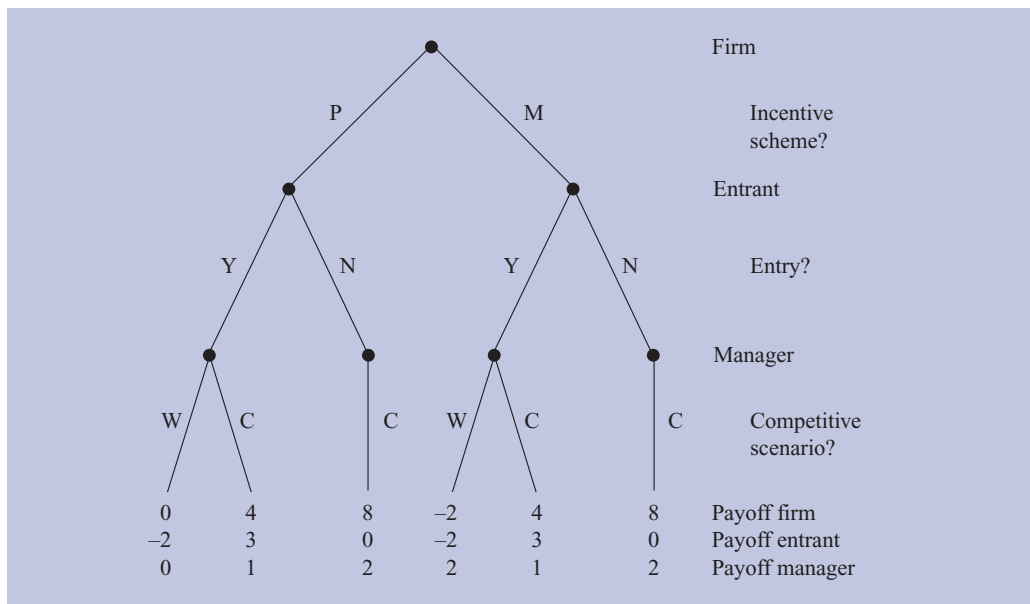 Firm
P M Incentive
scheme?
Entrant
Y N Y N Entry?
Manager
W C C W C C Competitive
scenario?
0 4 8 –2 4 8 Payoff firm
–2 3 0 –2 3 0 Payoff entrant
0 1 2 2 1 2 Payoff manager